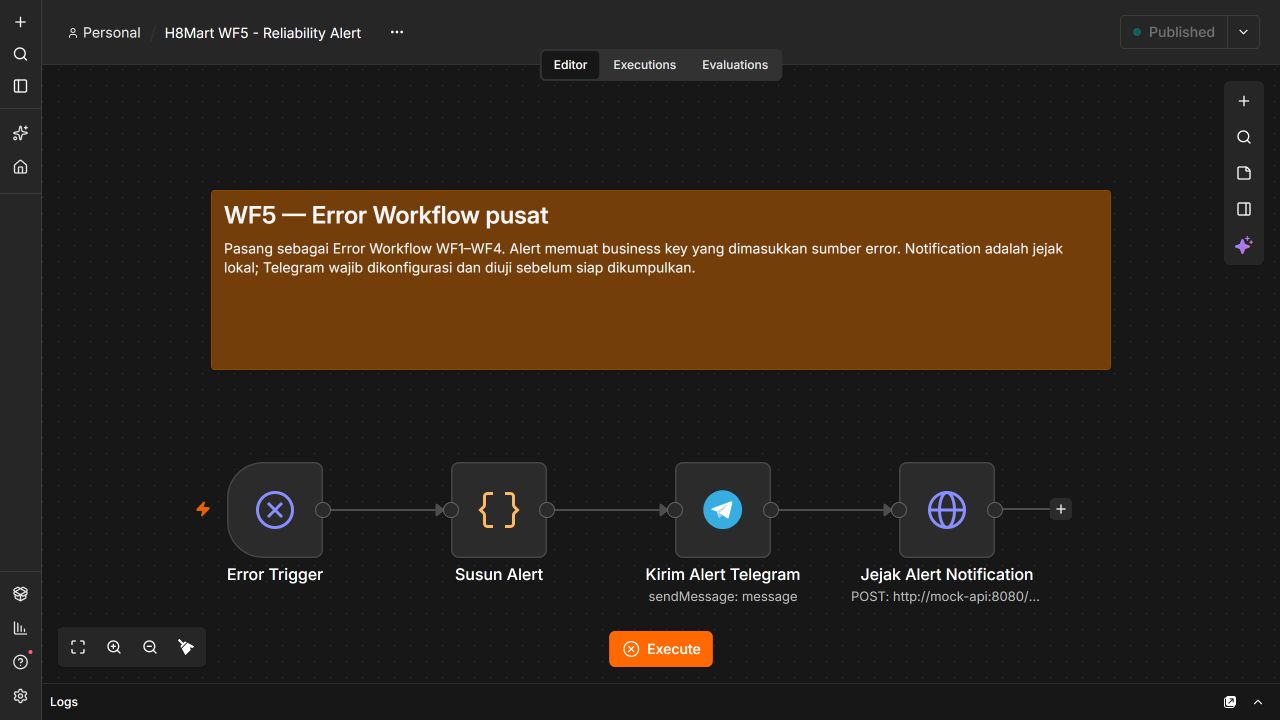 Personal / H8Mart WF5 - Reliability Alert ...
Published
Editor Executions Evaluations
WF5 — Error Workflow pusat
Pasang sebagai Error Workflow WF1–WF4. Alert memuat business key yang dimasukkan sumber error. Notification adalah jejak
lokal; Telegram wajib dikonfigurasi dan diuji sebelum siap dikumpulkan.
Error Trigger
Susun Alert
Kirim Alert Telegram
sendMessage: message
Jejak Alert Notification
POST: http://mock-api:8080/...
Execute
Logs